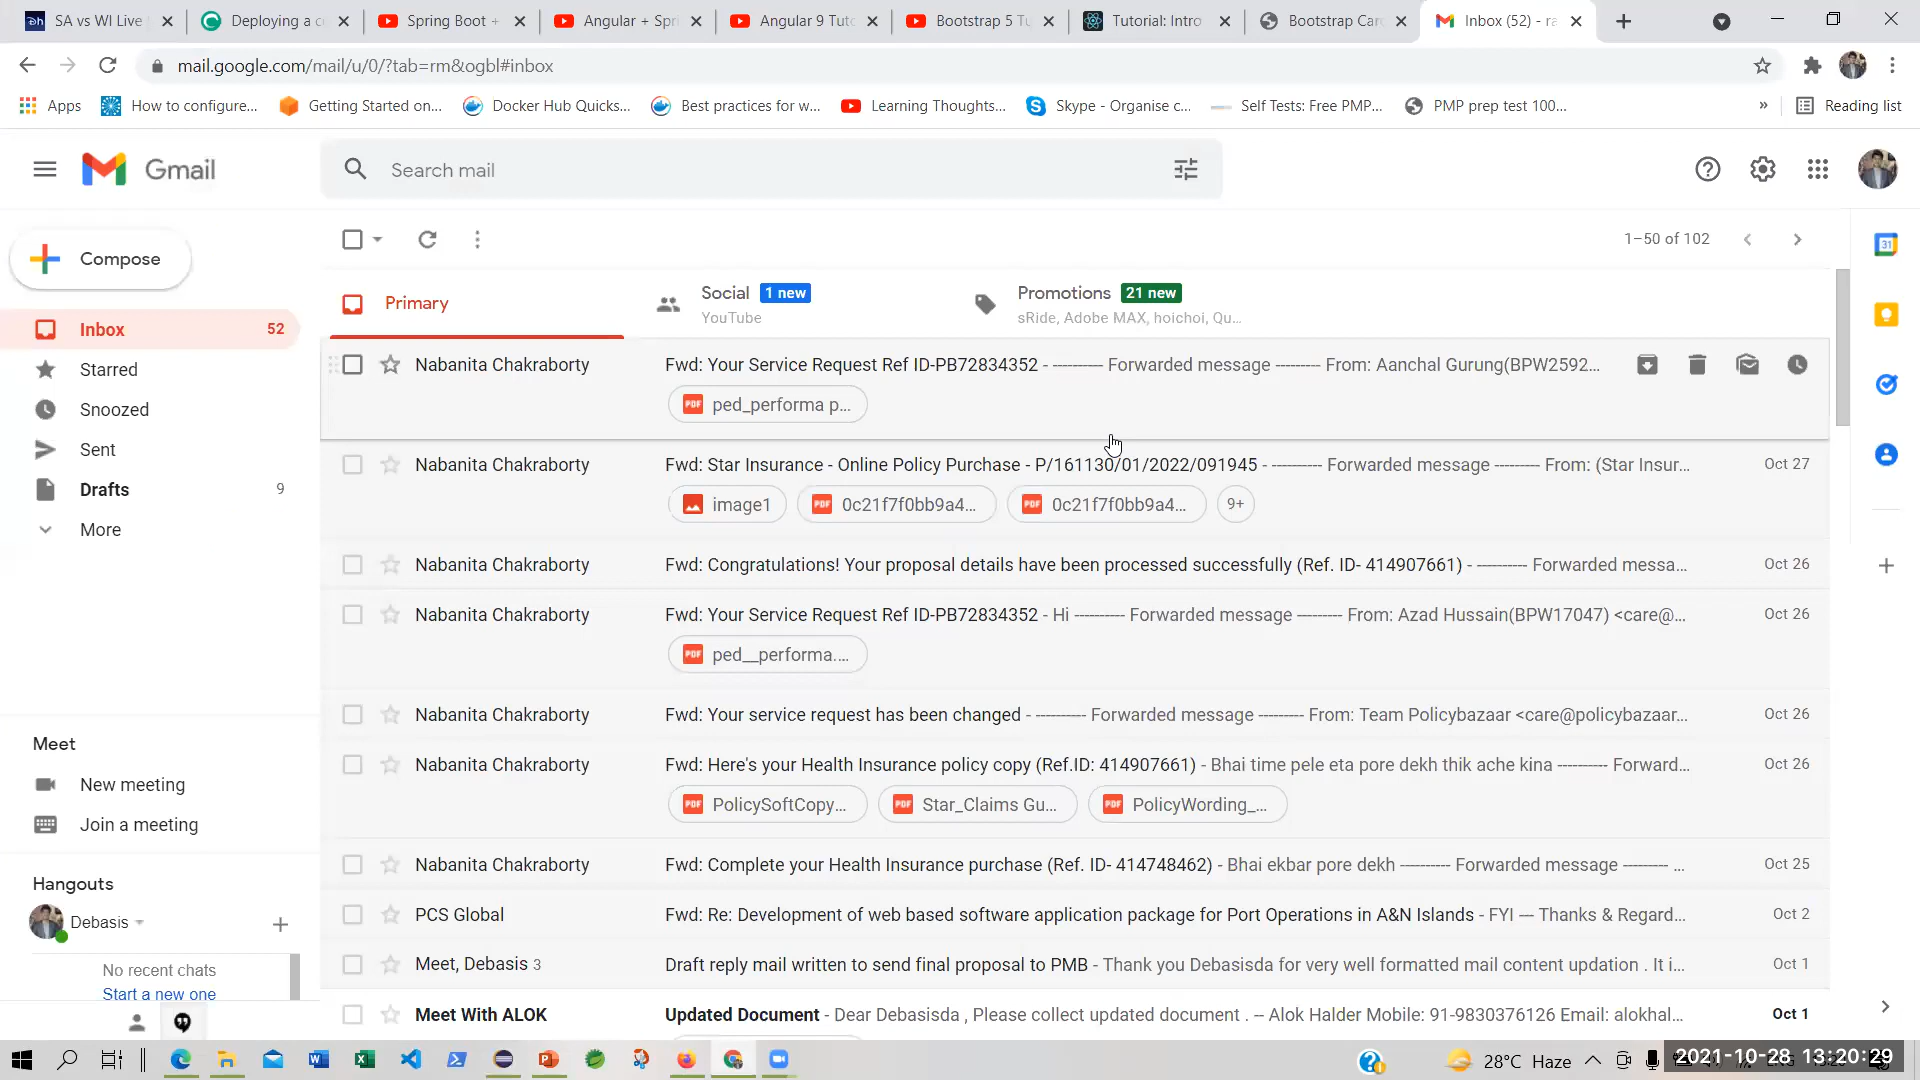 SA vs WI Live
Deploying a c
Spring Boot +
Angular + Spri
Angular 9 Tuto
Bootstrap 5 Tu
Tutorial: Intro
Bootstrap Car
Inbox (52) - ra
mail.google.com/mail/u/0/?tab=rm&ogbl#inbox
Apps
How to configure...
Getting Started on...
Docker Hub Quicks...
Best practices for w...
Learning Thoughts...
Skype - Organise c...
Self Tests: Free PMP...
PMP prep test 100...
»
Reading list
Gmail
Search mail
Compose
1–50 of 102
Primary
Social 1 new
YouTube
Promotions 21 new
sRide, Adobe MAX, hoichoi, Qu...
Inbox 52
Starred
Snoozed
Sent
Drafts 9
More
Nabanita Chakraborty Fwd: Your Service Request Ref ID-PB72834352 - ---------- Forwarded message --------- From: Aanchal Gurung(BPW2592...
PDF ped_performa p...
Nabanita Chakraborty Fwd: Star Insurance - Online Policy Purchase - P/161130/01/2022/091945 - ---------- Forwarded message --------- From: (Star Insur... Oct 27
image1 PDF 0c21f7f0bb9a4... PDF 0c21f7f0bb9a4... 9+
Nabanita Chakraborty Fwd: Congratulations! Your proposal details have been processed successfully (Ref. ID- 414907661) - ---------- Forwarded messa... Oct 26
Nabanita Chakraborty Fwd: Your Service Request Ref ID-PB72834352 - Hi ---------- Forwarded message --------- From: Azad Hussain(BPW17047) <care@... Oct 26
PDF ped__performa....
Nabanita Chakraborty Fwd: Your service request has been changed - ---------- Forwarded message --------- From: Team Policybazaar <care@policybazaar... Oct 26
Nabanita Chakraborty Fwd: Here's your Health Insurance policy copy (Ref.ID: 414907661) - Bhai time pele eta pore dekh thik ache kina ---------- Forward... Oct 26
PDF PolicySoftCopy... PDF Star_Claims Gu... PDF PolicyWording_...
Nabanita Chakraborty Fwd: Complete your Health Insurance purchase (Ref. ID- 414748462) - Bhai ekbar pore dekh ---------- Forwarded message --------- ... Oct 25
PCS Global Fwd: Re: Development of web based software application package for Port Operations in A&N Islands - FYI --- Thanks & Regard... Oct 2
Meet, Debasis 3 Draft reply mail written to send final proposal to PMB - Thank you Debasisda for very well formatted mail content updation . It i... Oct 1
Meet With ALOK Updated Document - Dear Debasisda , Please collect updated document . -- Alok Halder Mobile: 91-9830376126 Email: alokhal... Oct 1
Meet
New meeting
Join a meeting
Hangouts
Debasis
No recent chats
Start a new one
28°C Haze
2021-10-28 13:20:29